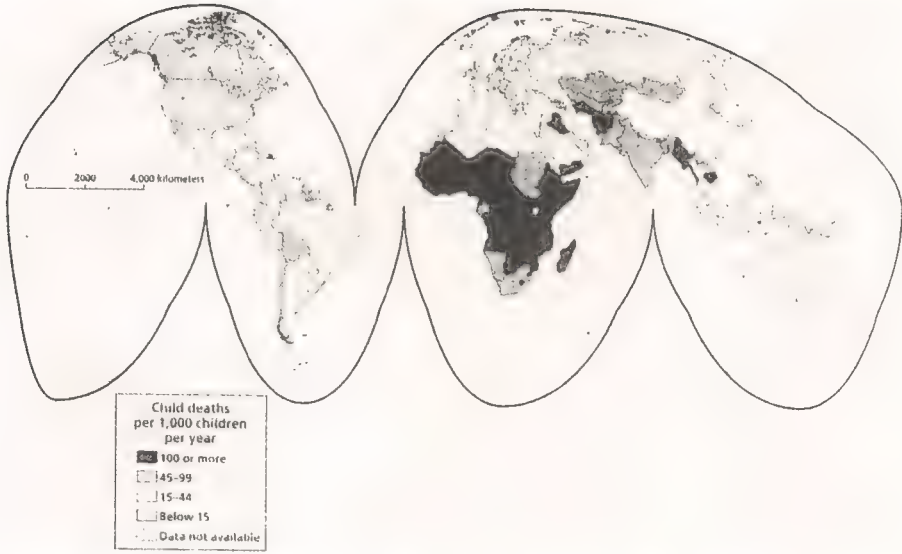 0 2000 4,000 kilometers
Child deaths
per 1,000 children
per year
100 or more
45–99
15–44
Below 15
Data not available